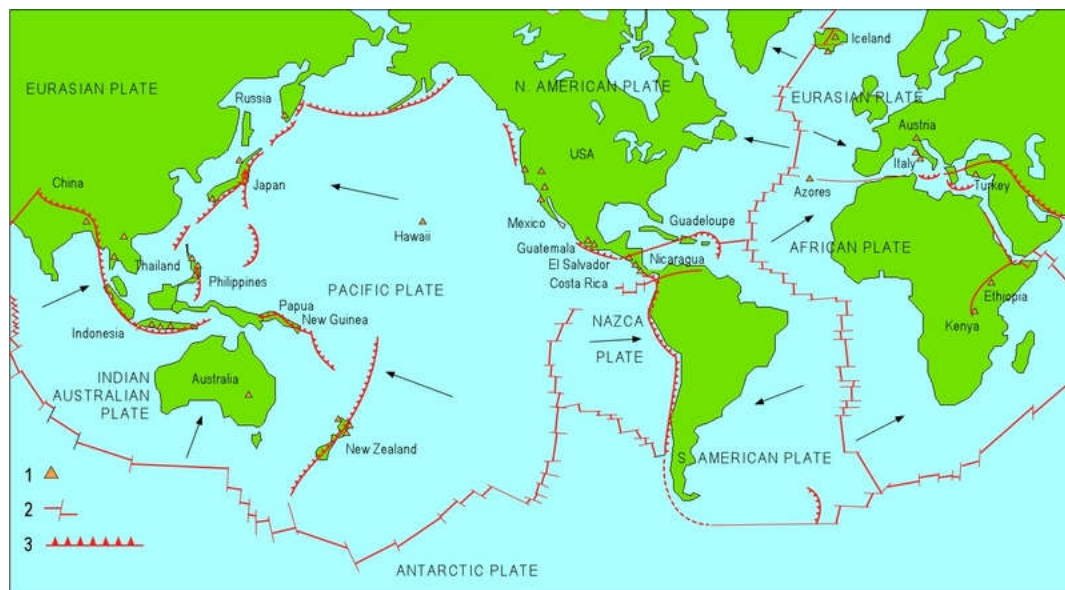 Iceland
EURASIAN PLATE
N. AMERICAN PLATE
EURASIAN PLATE
Russia
Austria
USA
Italy
China
Japan
Azores
Turkey
Mexico
Guadeloupe
Hawaii
Guatemala
AFRICAN PLATE
Thailand
El Salvador
Nicaragua
Philippines
Costa Rica
Ethiopia
PACIFIC PLATE
Papua
New Guinea
Indonesia
NAZCA
PLATE
Kenya
INDIAN
AUSTRALIAN
PLATE
Australia
New Zealand
S. AMERICAN PLATE
1
2
3
ANTARCTIC PLATE